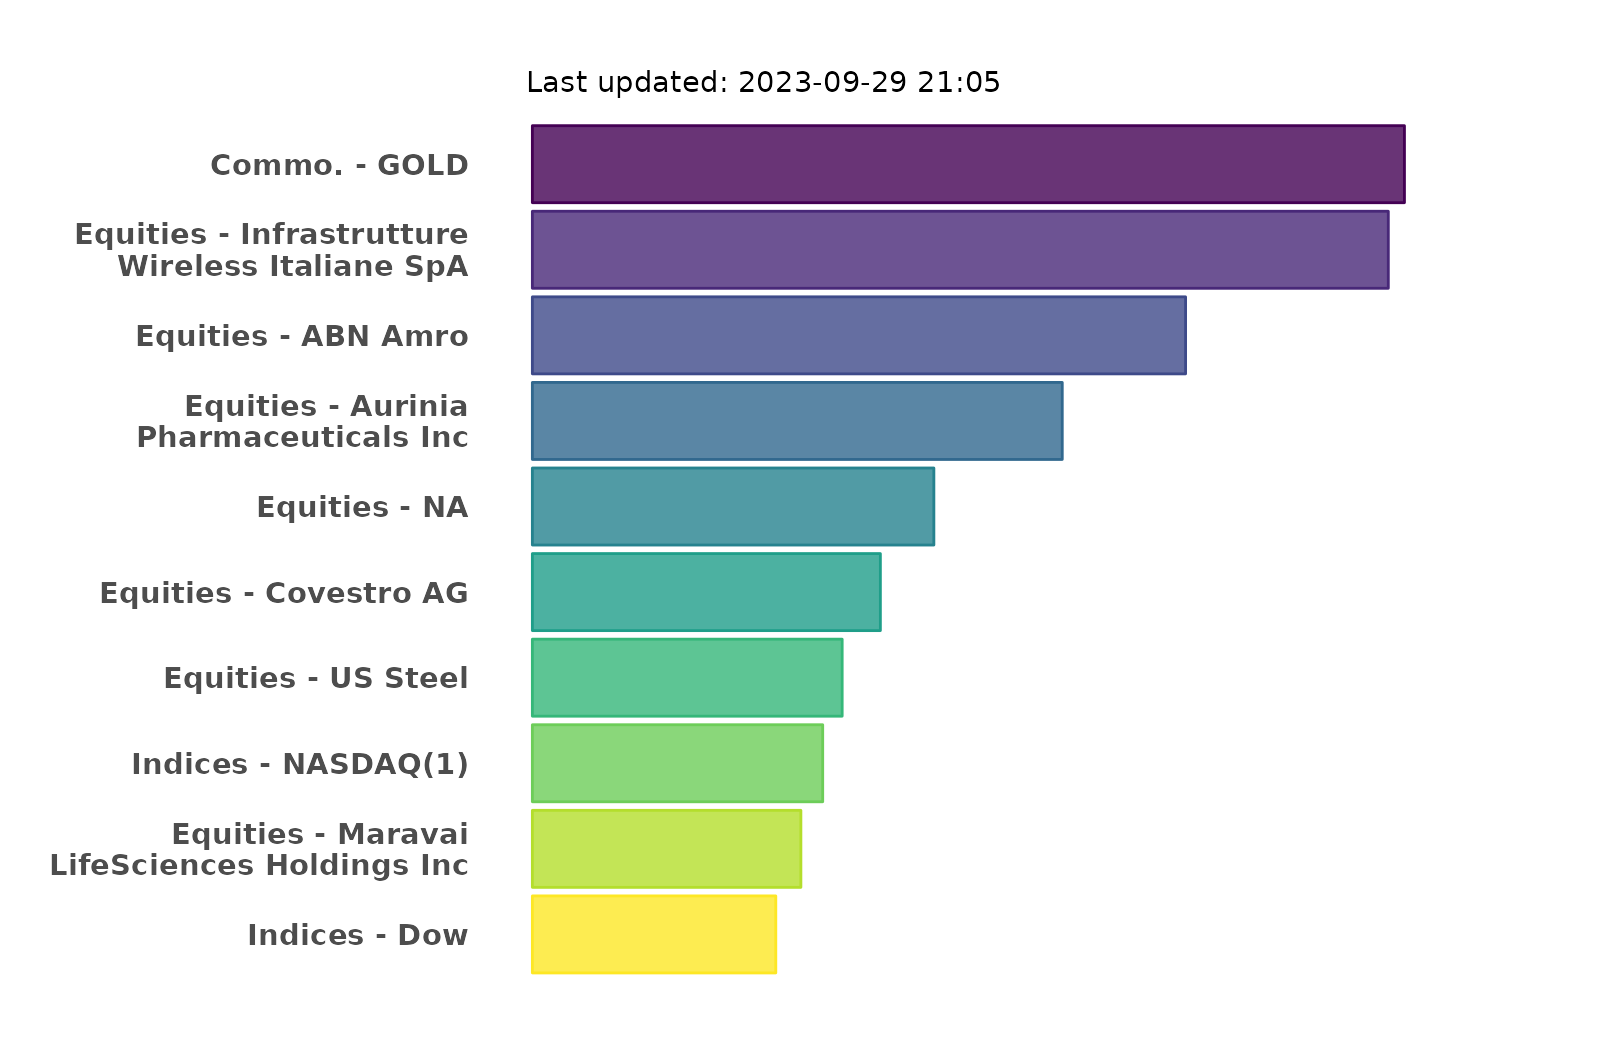 Last updated: 2023-09-29 21:05
Commo. - GOLD
Equities - Infrastrutture
Wireless Italiane SpA
Equities - ABN Amro
Equities - Aurinia
Pharmaceuticals Inc
Equities - NA
Equities - Covestro AG
Equities - US Steel
Indices - NASDAQ(1)
Equities - Maravai
LifeSciences Holdings Inc
Indices - Dow